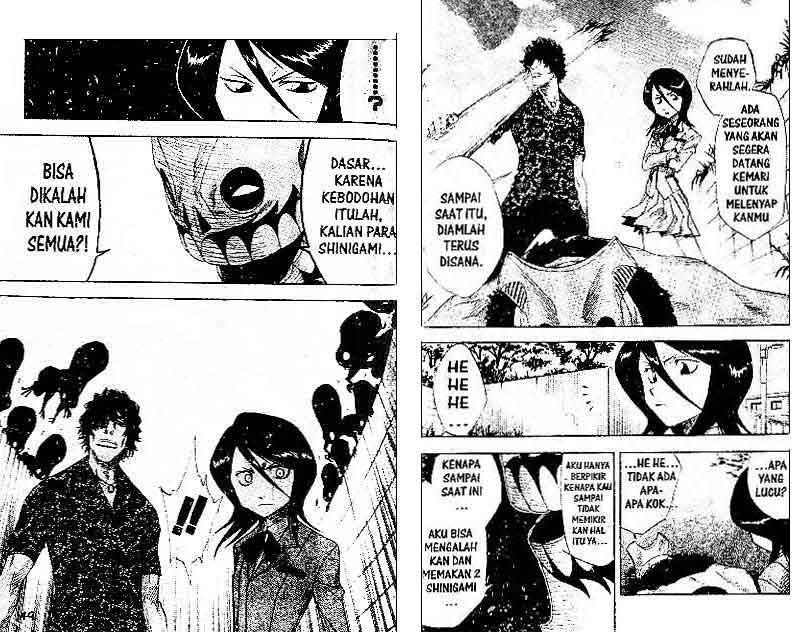 SUDAH
MENYE-
RAHLAH...
ADA
SESEORANG
YANG AKAN
SEGERA
DATANG
KEMARI
UNTUK
MELENYAP
KANMU
SAMPAI
SAAT ITU,
DIAMLAH
TERUS
DISANA.
HE
HE
HE
...
...APA
YANG
LUCU?
...HE HE...
TIDAK ADA
APA-
APA KOK...
AKU HANYA
BERPIKIR
KENAPA KAU
SAMPAI
TIDAK
MEMIKIR
KAN HAL
ITU YA...
KENAPA
SAMPAI
SAAT INI
...
AKU BISA
MENGALAH
KAN DAN
MEMAKAN 2
SHINIGAMI
...
.........?
DASAR...
KARENA
KEBODOHAN
ITULAH,
KALIAN PARA
SHINIGAMI...
BISA
DIKALAH
KAN KAMI
SEMUA?!
!!